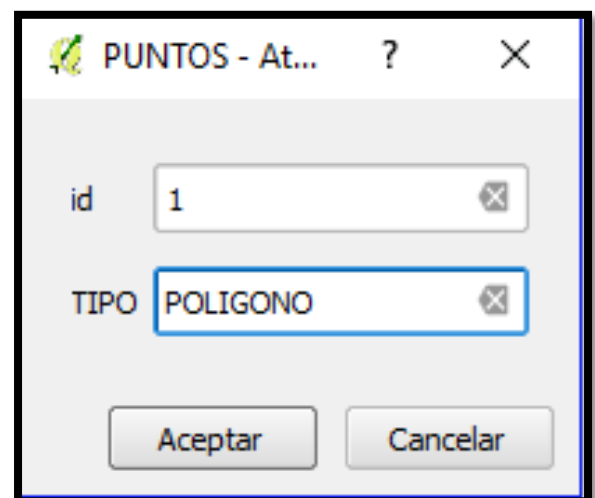 PUNTOS - At... ?
id 1
TIPO POLIGONO
Aceptar Cancelar